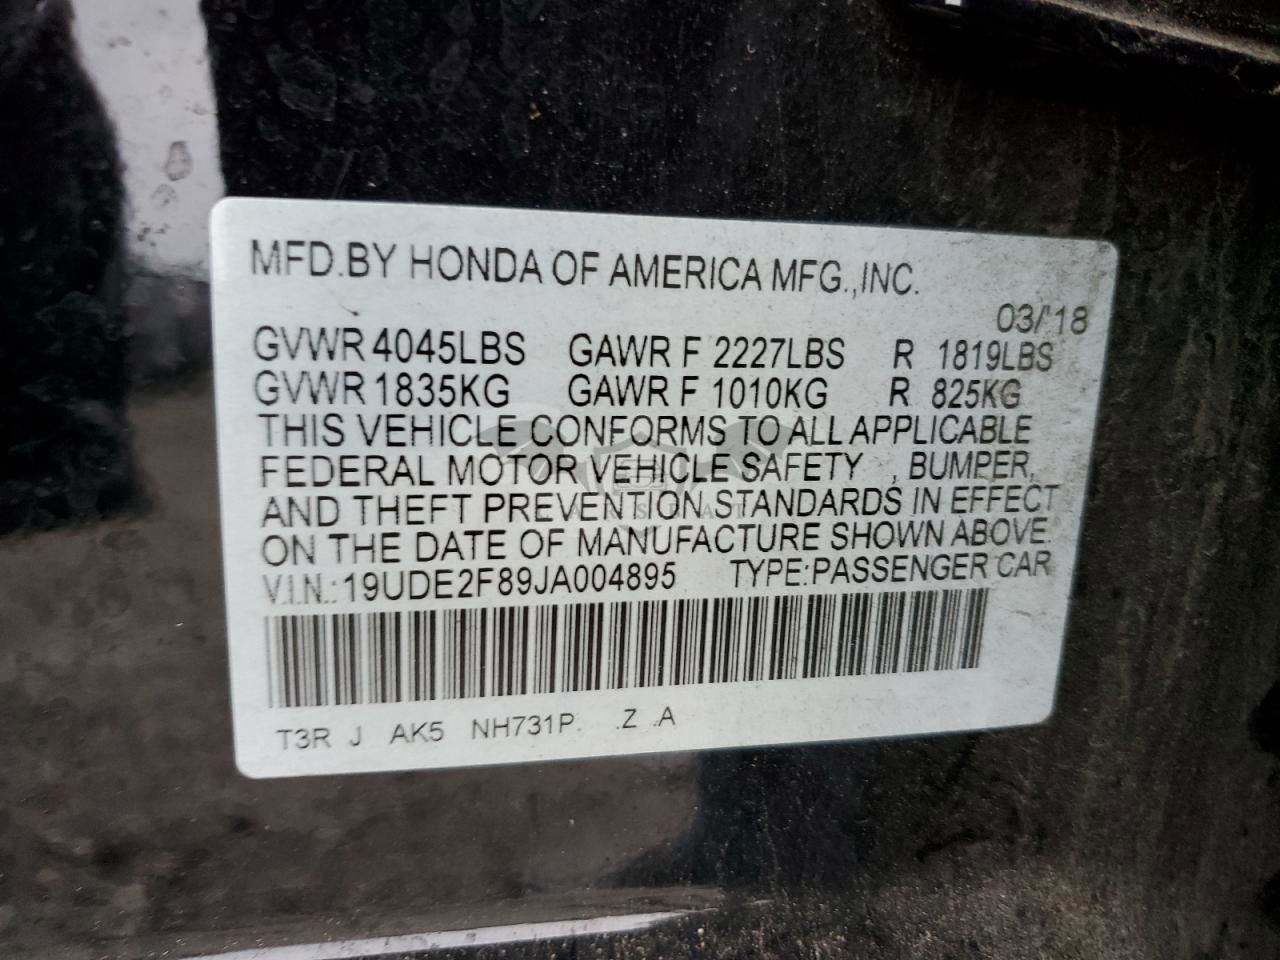 MFD.BY HONDA OF AMERICA MFG.,INC.
03/'18
GVWR 4045LBS GAWR F 2227LBS R 1819LBS
GVWR 1835KG GAWR F 1010KG R 825KG
THIS VEHICLE CONFORMS TO ALL APPLICABLE
FEDERAL MOTOR VEHICLE SAFETY , BUMPER,
AND THEFT PREVENTION STANDARDS IN EFFECT
ON THE DATE OF MANUFACTURE SHOWN ABOVE.
V.I.N.:19UDE2F89JA004895 TYPE:PASSENGER CAR
T3R J AK5 NH731P. .Z .A